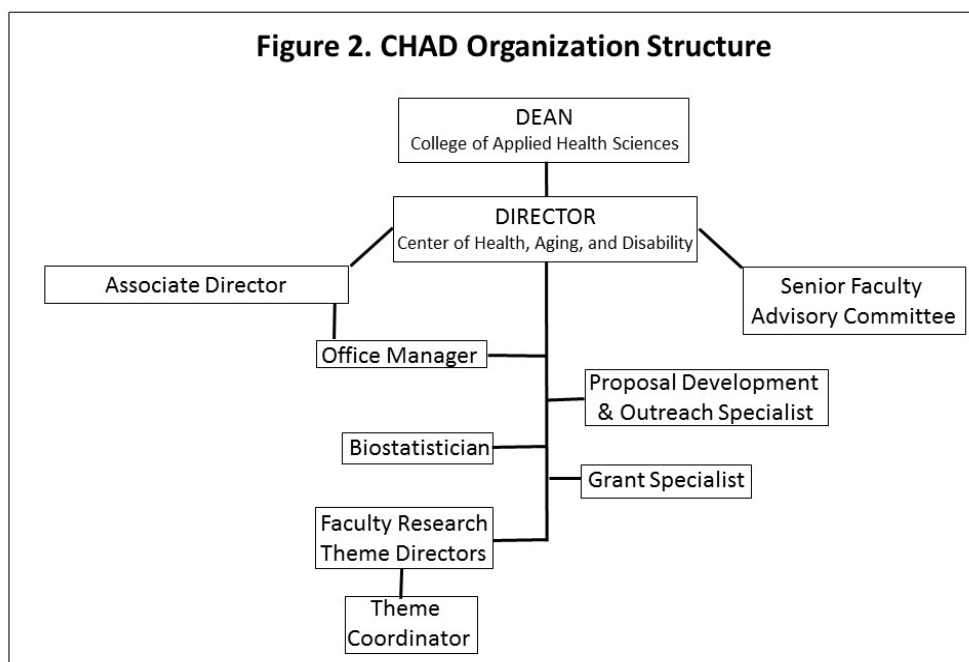 Figure 2. CHAD Organization Structure
DEAN
College of Applied Health Sciences
DIRECTOR
Center of Health, Aging, and Disability
Associate Director
Senior Faculty
Advisory Committee
Office Manager
Proposal Development
& Outreach Specialist
Biostatistician
Grant Specialist
Faculty Research
Theme Directors
Theme
Coordinator